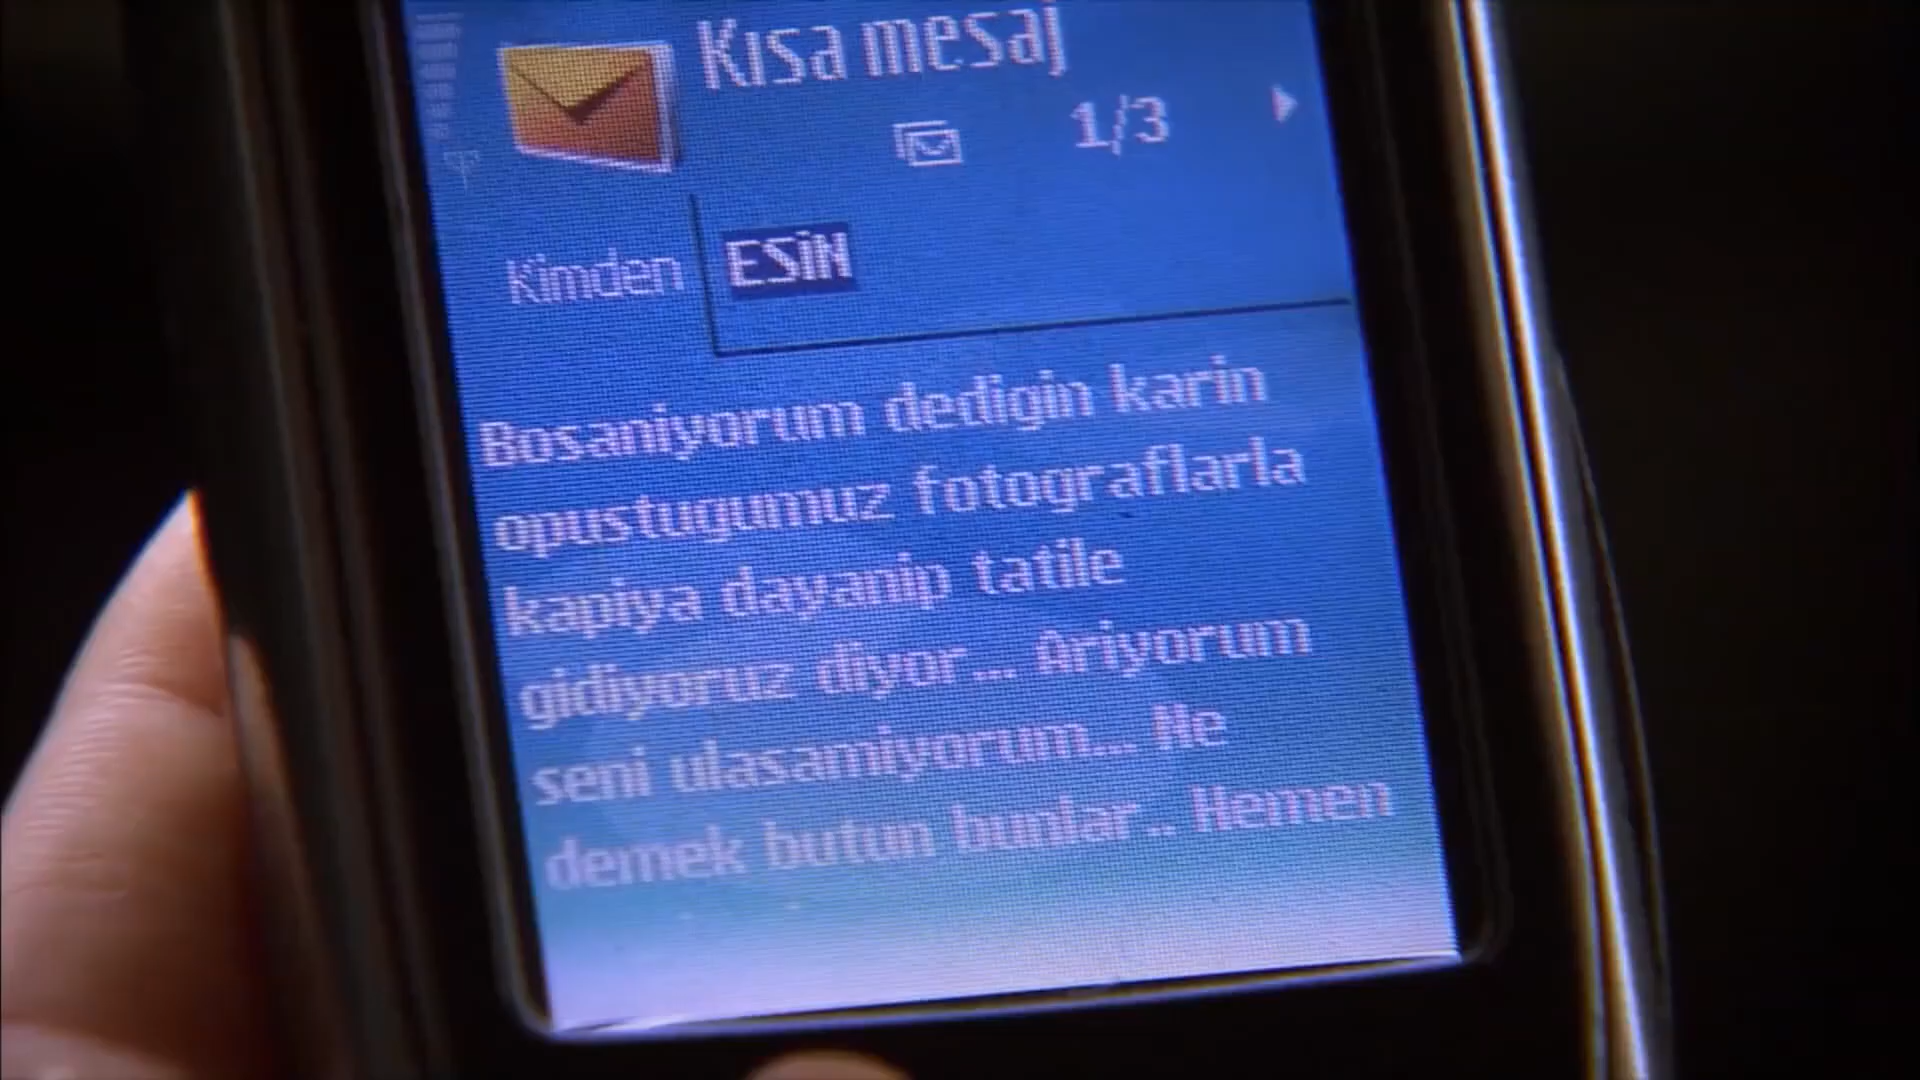 Kısa mesaj
1/3
Kimden ESİN
Bosaniyorum dedigin karin
opustugumuz fotograflarla
kapiya dayanip tatile
gidiyoruz diyor... Ariyorum
seni ulasamiyorum... Ne
demek butun bunlar.. Hemen